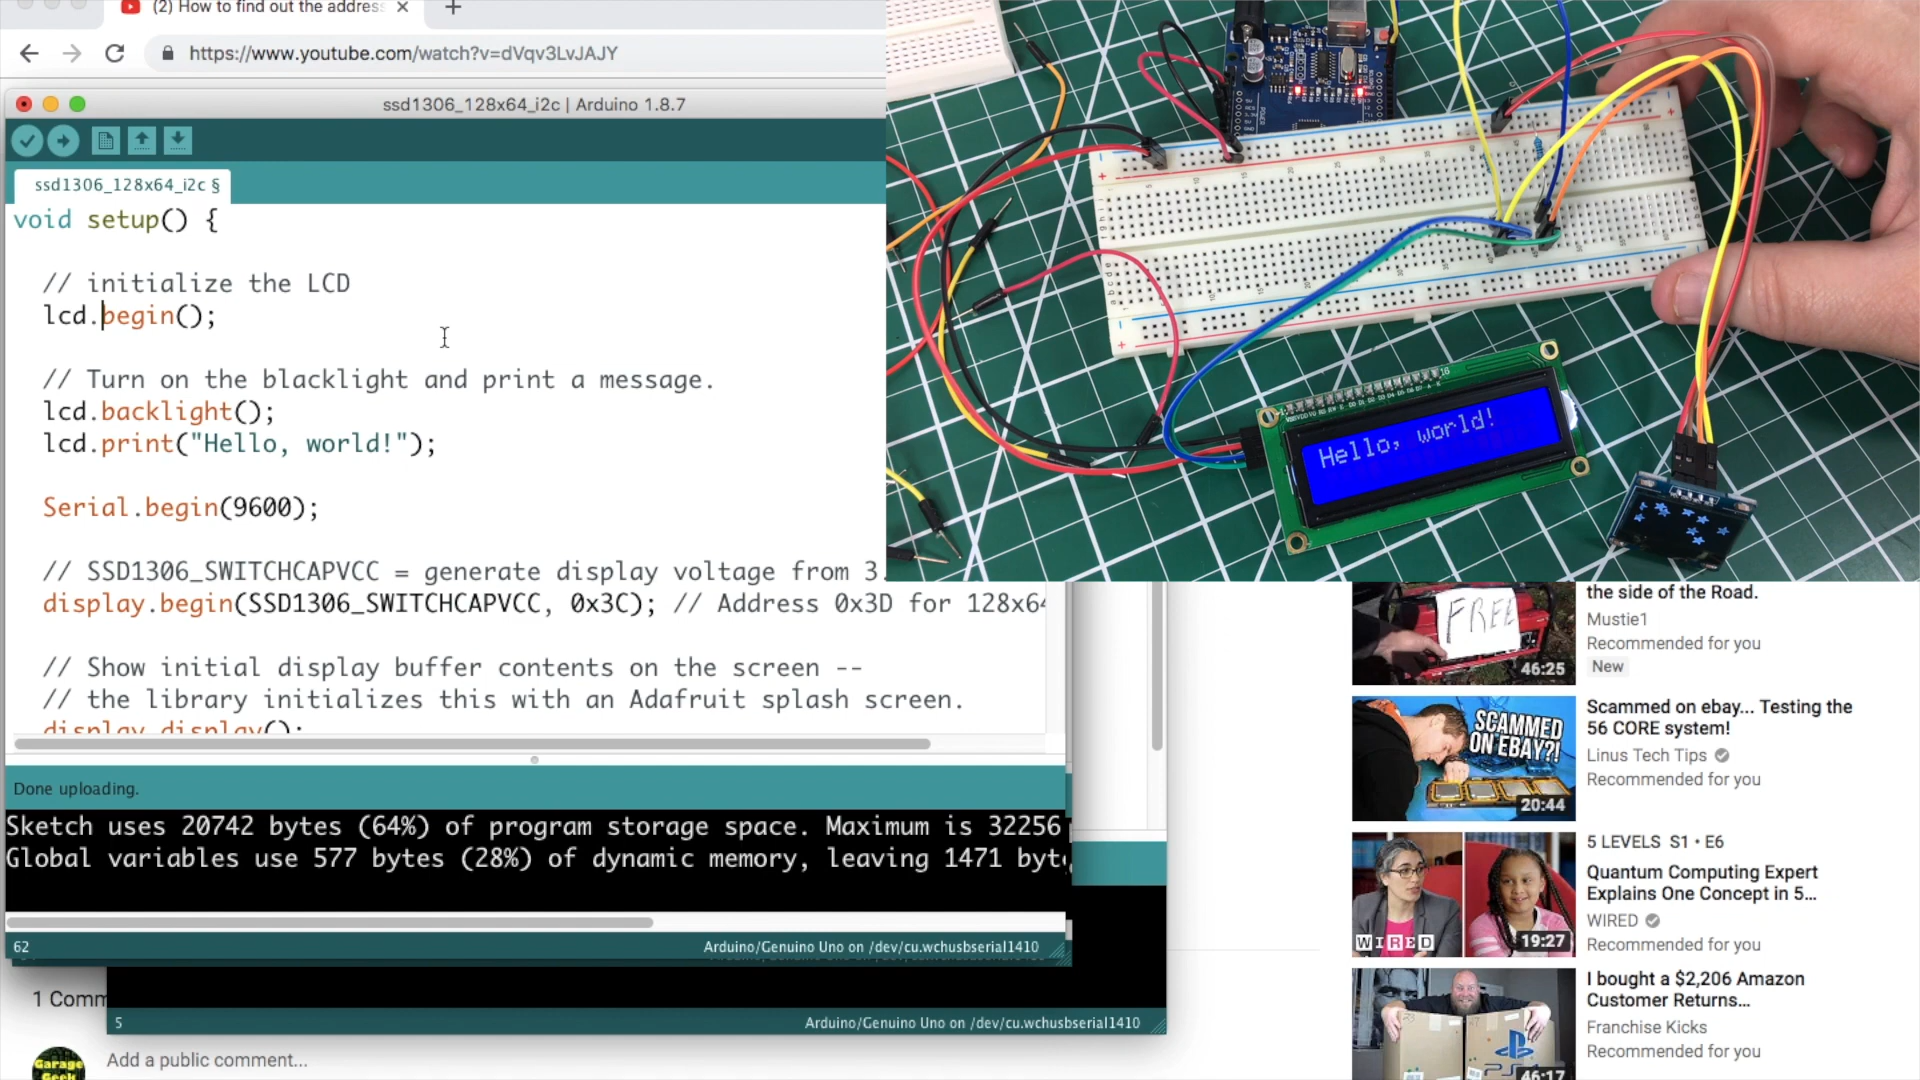 (2) How to find out the addres
https://www.youtube.com/watch?v=dVqv3LvJAJY
ssd1306_128x64_i2c | Arduino 1.8.7
ssd1306_128x64_i2c §
void setup() {
// initialize the LCD
lcd.begin();
// Turn on the blacklight and print a message.
lcd.backlight();
lcd.print("Hello, world!");
Serial.begin(9600);
// SSD1306_SWITCHCAPVCC = generate display voltage from 3.
display.begin(SSD1306_SWITCHCAPVCC, 0x3C); // Address 0x3D for 128x64
// Show initial display buffer contents on the screen --
// the library initializes this with an Adafruit splash screen.
display.display();
Done uploading.
Sketch uses 20742 bytes (64%) of program storage space. Maximum is 32256
Global variables use 577 bytes (28%) of dynamic memory, leaving 1471 byt
62
Arduino/Genuino Uno on /dev/cu.wchusbserial1410
5
Arduino/Genuino Uno on /dev/cu.wchusbserial1410
1 Comm
Add a public comment...
Garage
Geek
Hello, world!
FREE
46:25
the side of the Road.
Mustie1
Recommended for you
New
SCAMMED
ON EBAY?!
20:44
Scammed on ebay... Testing the
56 CORE system!
Linus Tech Tips
Recommended for you
WIRED
19:27
5 LEVELS S1 • E6
Quantum Computing Expert
Explains One Concept in 5...
WIRED
Recommended for you
46:17
I bought a $2,206 Amazon
Customer Returns...
Franchise Kicks
Recommended for you